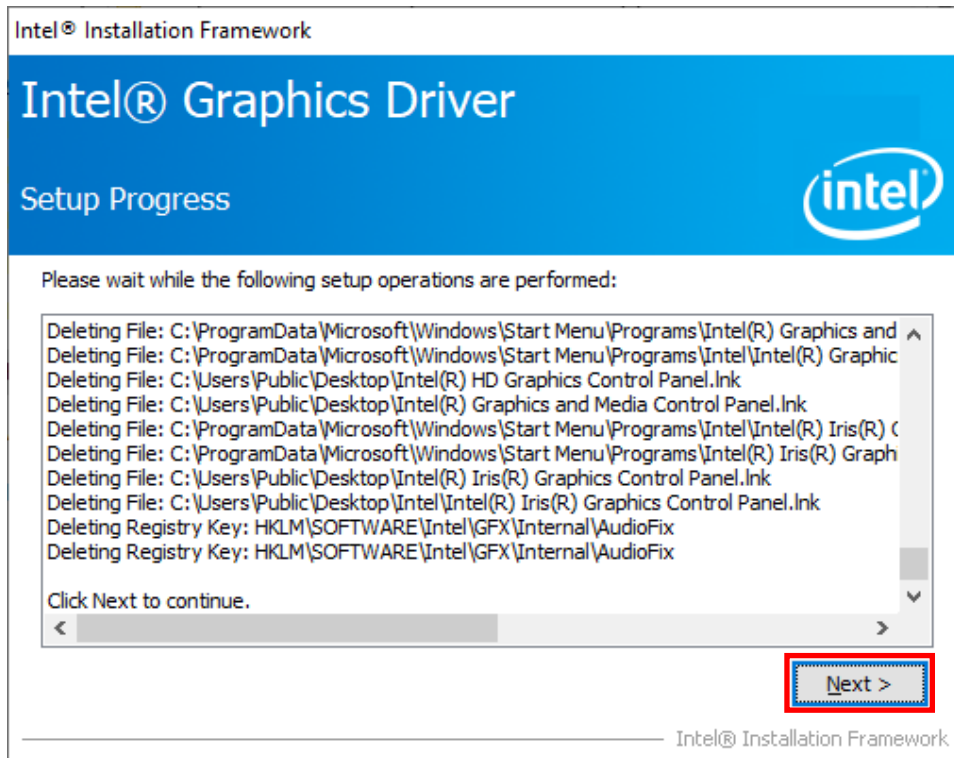 Intel® Installation Framework
Intel® Graphics Driver
Setup Progress
intel
Please wait while the following setup operations are performed:
Deleting File: C:\ProgramData\Microsoft\Windows\Start Menu\Programs\Intel(R) Graphics and
Deleting File: C:\ProgramData\Microsoft\Windows\Start Menu\Programs\Intel\Intel(R) Graphic
Deleting File: C:\Users\Public\Desktop\Intel(R) HD Graphics Control Panel.lnk
Deleting File: C:\Users\Public\Desktop\Intel(R) Graphics and Media Control Panel.lnk
Deleting File: C:\ProgramData\Microsoft\Windows\Start Menu\Programs\Intel\Intel(R) Iris(R) G
Deleting File: C:\ProgramData\Microsoft\Windows\Start Menu\Programs\Intel(R) Iris(R) Graphi
Deleting File: C:\Users\Public\Desktop\Intel(R) Iris(R) Graphics Control Panel.lnk
Deleting File: C:\Users\Public\Desktop\Intel\Intel(R) Iris(R) Graphics Control Panel.lnk
Deleting Registry Key: HKLM\SOFTWARE\Intel\GFX\Internal\AudioFix
Deleting Registry Key: HKLM\SOFTWARE\Intel\GFX\Internal\AudioFix
Click Next to continue.
Next >
Intel® Installation Framework